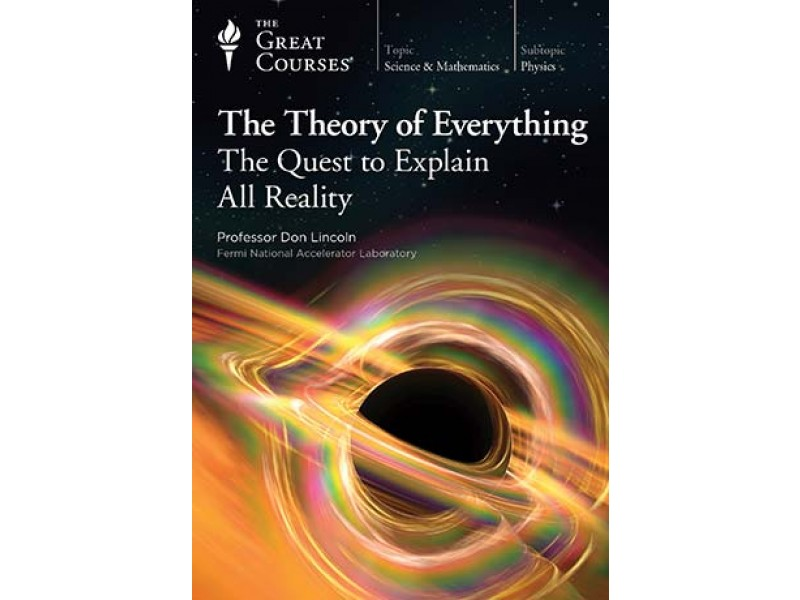 THE
GREAT
COURSES®
Topic
Science & Mathematics
Subtopic
Physics
The Theory of Everything
The Quest to Explain
All Reality
Professor Don Lincoln
Fermi National Accelerator Laboratory